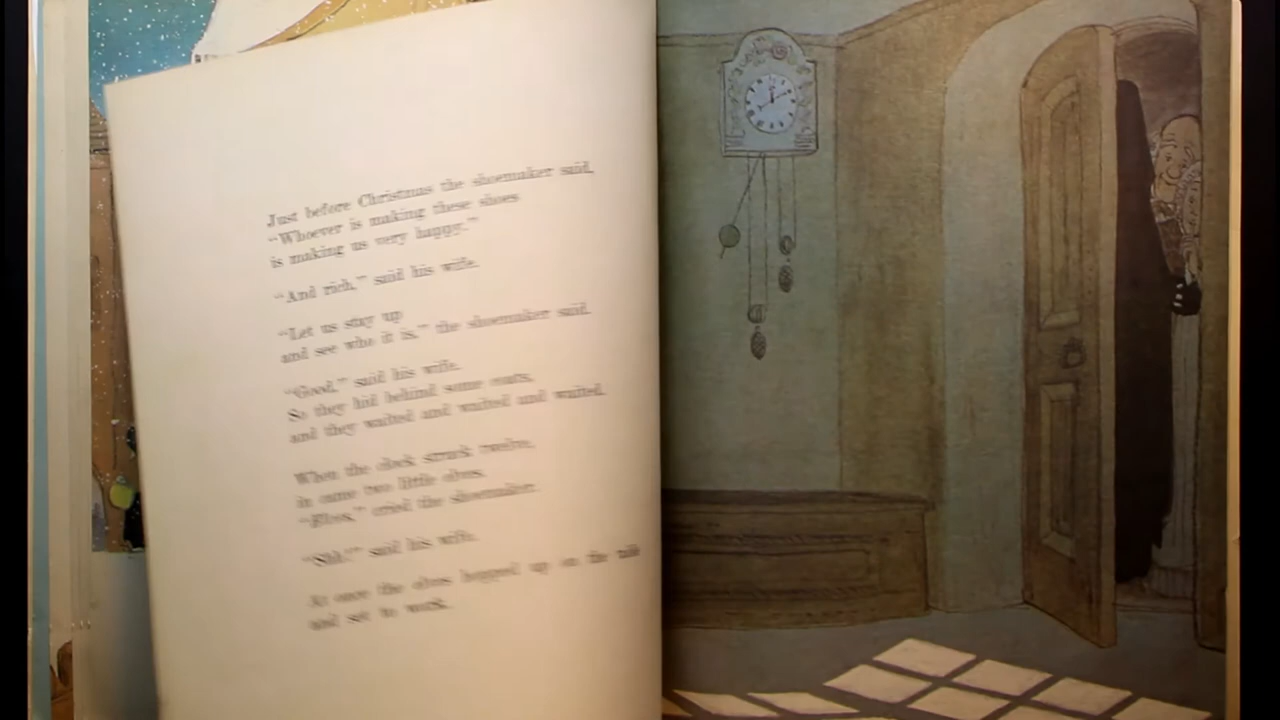 Just before Christmas the shoemaker said,
"Whoever is making these shoes
is making us very happy."
"And rich," said his wife.
"Let us stay up
and see who it is," the shoemaker said.
"Good," said his wife.
So they hid behind some coats,
and they waited and waited and waited.
When the clock struck twelve,
in came two little elves.
"Elves," cried the shoemaker.
"Shh!" said his wife.
At once the elves hopped up on the table
and set to work.